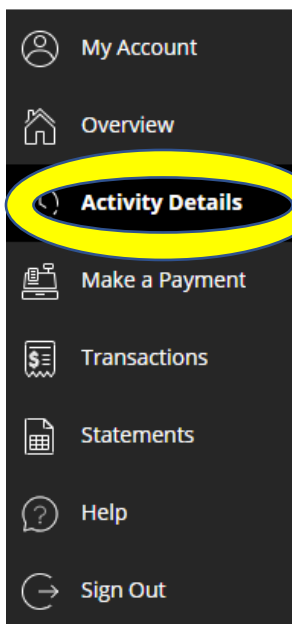 My Account
Overview
Activity Details
Make a Payment
Transactions
Statements
Help
Sign Out